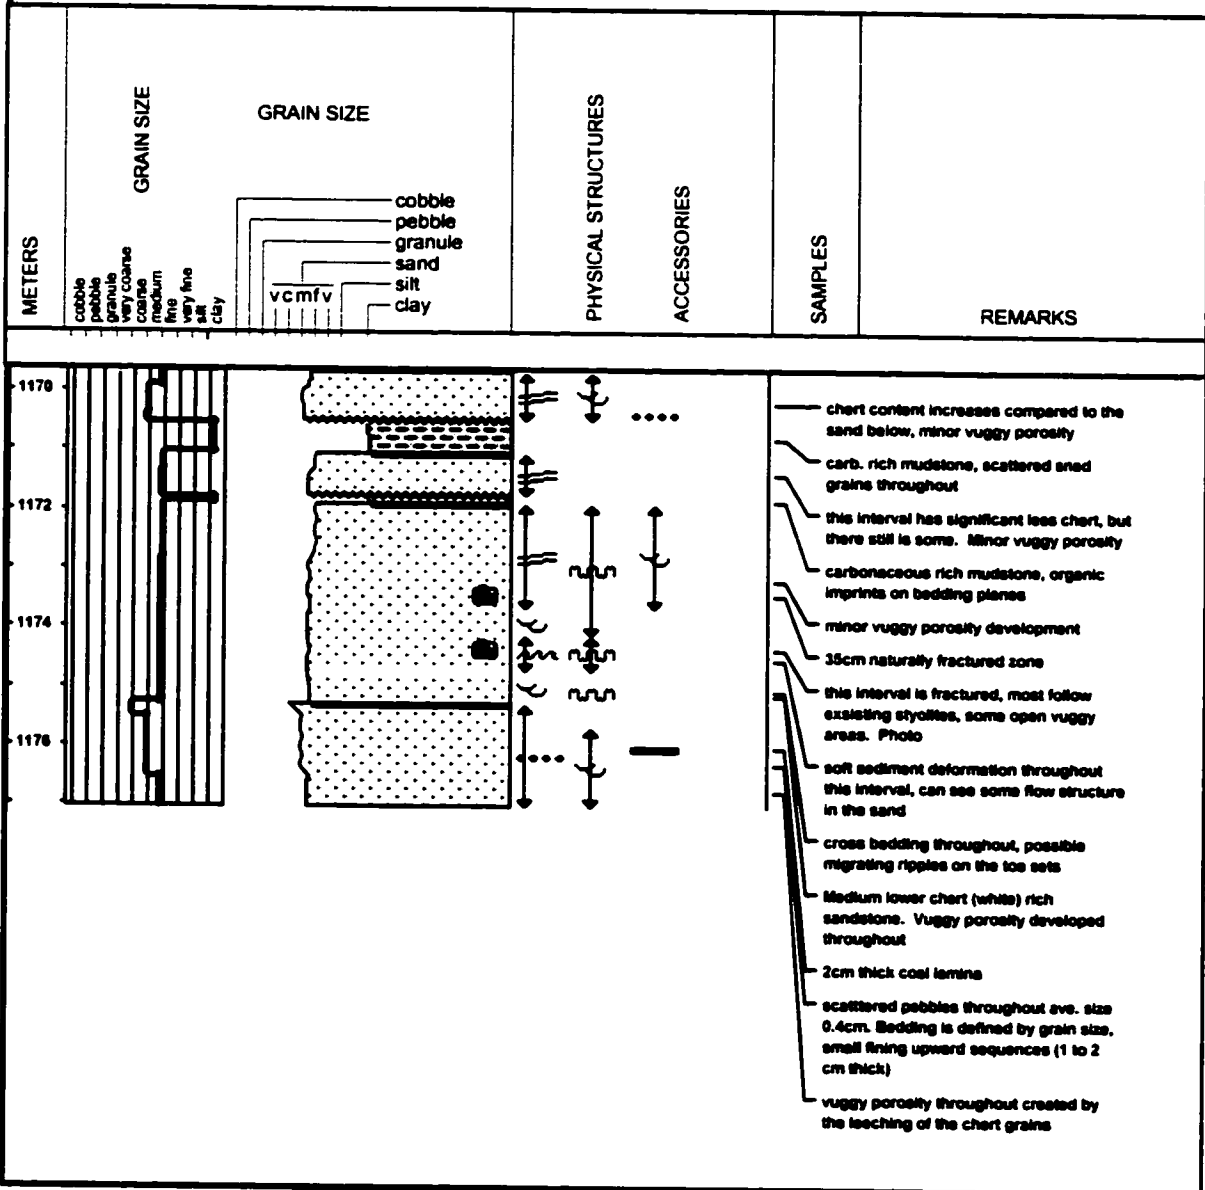 METERS
GRAIN SIZE
cobble
pebble
granule
very coarse
coarse
medium
fine
very fine
silt
clay
GRAIN SIZE
cobble
pebble
granule
sand
silt
clay
v c m f v
PHYSICAL STRUCTURES
ACCESSORIES
SAMPLES
REMARKS
1170
1172
1174
1176
chert content increases compared to the
sand below, minor vuggy porosity
carb. rich mudstone, scattered sned
grains throughout
this interval has significant less chert, but
there still is some. Minor vuggy porosity
carbonaceous rich mudstone, organic
imprints on bedding planes
minor vuggy porosity development
35cm naturally fractured zone
this interval is fractured, most follow
exsisting styolites, some open vuggy
areas. Photo
soft sediment deformation throughout
this interval, can see some flow structure
in the sand
cross bedding throughout, possible
migrating ripples on the toe sets
Medium lower chert (white) rich
sandstone. Vuggy porosity developed
throughout
2cm thick coal lamina
scatttered pebbles throughout ave. size
0.4cm. Bedding is defined by grain size,
small fining upward sequences (1 to 2
cm thick)
vuggy porosity throughout created by
the leeching of the chert grains